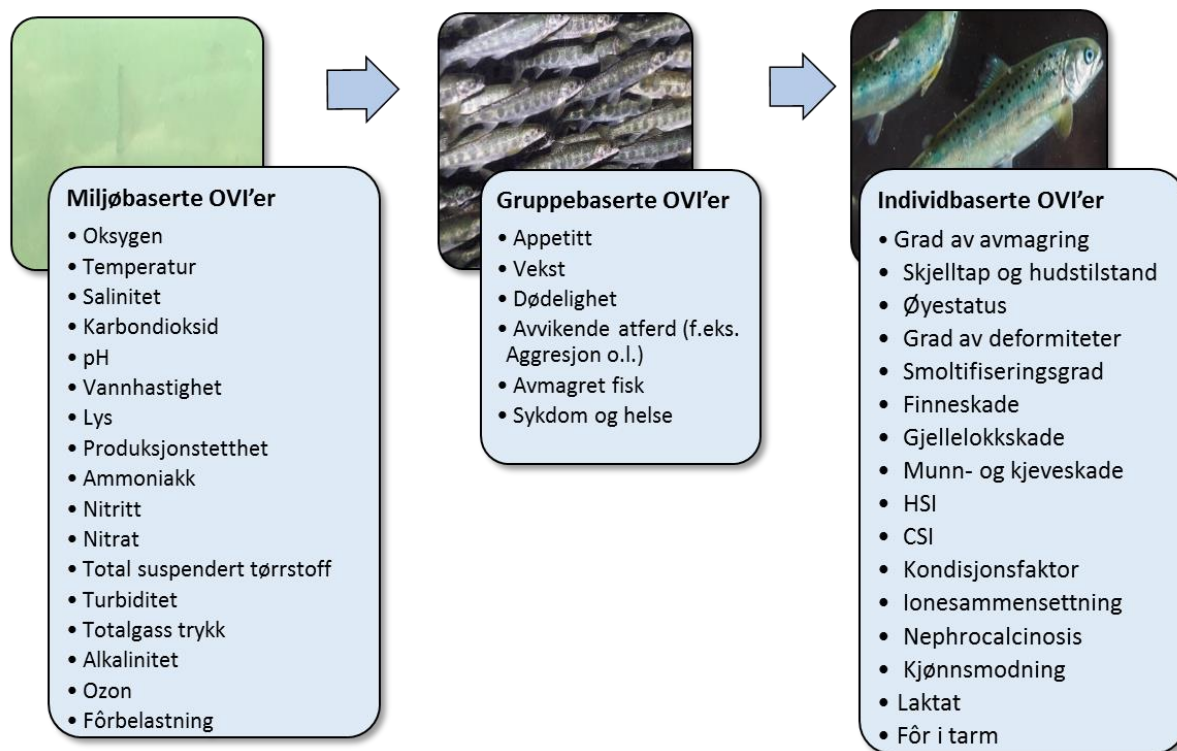 Miljøbaserte OVI’er
• Oksygen
• Temperatur
• Salinitet
• Karbondioksid
• pH
• Vannhastighet
• Lys
• Produksjonstetthet
• Ammoniakk
• Nitritt
• Nitrat
• Total suspendert tørrstoff
• Turbiditet
• Totalgass trykk
• Alkalinitet
• Ozon
• Fôrbelastning
Gruppebaserte OVI’er
• Appetitt
• Vekst
• Dødelighet
• Avvikende atferd (f.eks.
Aggresjon o.l.)
• Avmagret fisk
• Sykdom og helse
Individbaserte OVI’er
• Grad av avmagring
• Skjelltap og hudstilstand
• Øyestatus
• Grad av deformiteter
• Smoltifiseringsgrad
• Finneskade
• Gjellelokkskade
• Munn- og kjeveskade
• HSI
• CSI
• Kondisjonsfaktor
• Ionesammensettning
• Nephrocalcinosis
• Kjønnsmodning
• Laktat
• Fôr i tarm